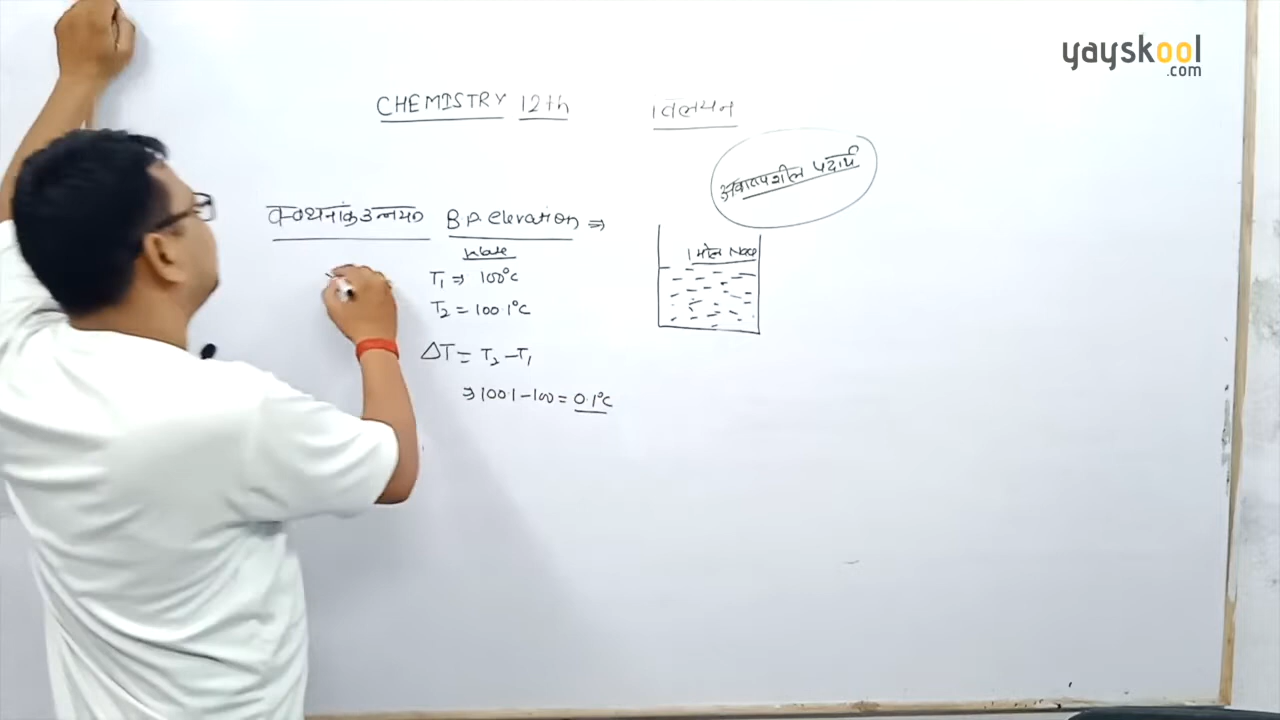 yayskool
.com
CHEMISTRY 12th
विलयन
अवाष्पशील पदार्थ
क्वथनांक उन्नयन B.P. elevation ⇒
T₁ ⇒ 100°C
T₂ = 100.1°C
ΔT = T₂ - T₁
⇒ 100.1 - 100 = 0.1°C
1 मोल